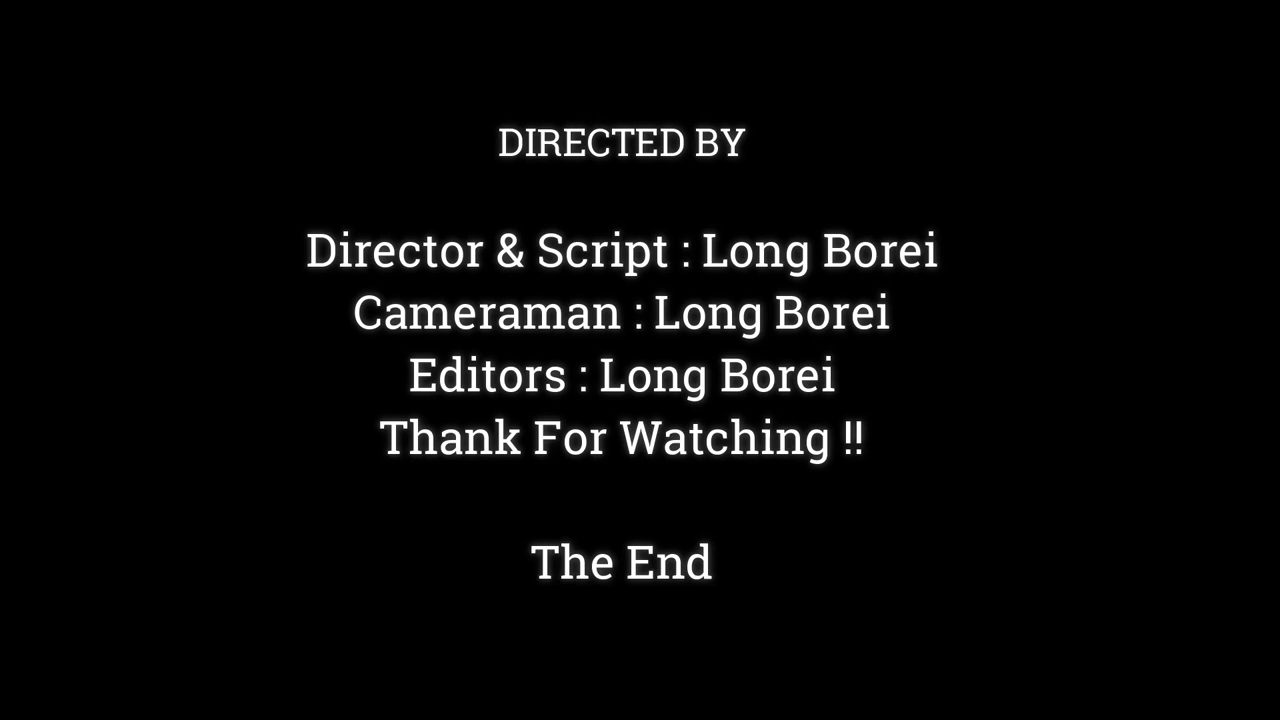 DIRECTED BY
Director & Script : Long Borei
Cameraman : Long Borei
Editors : Long Borei
Thank For Watching !!
The End